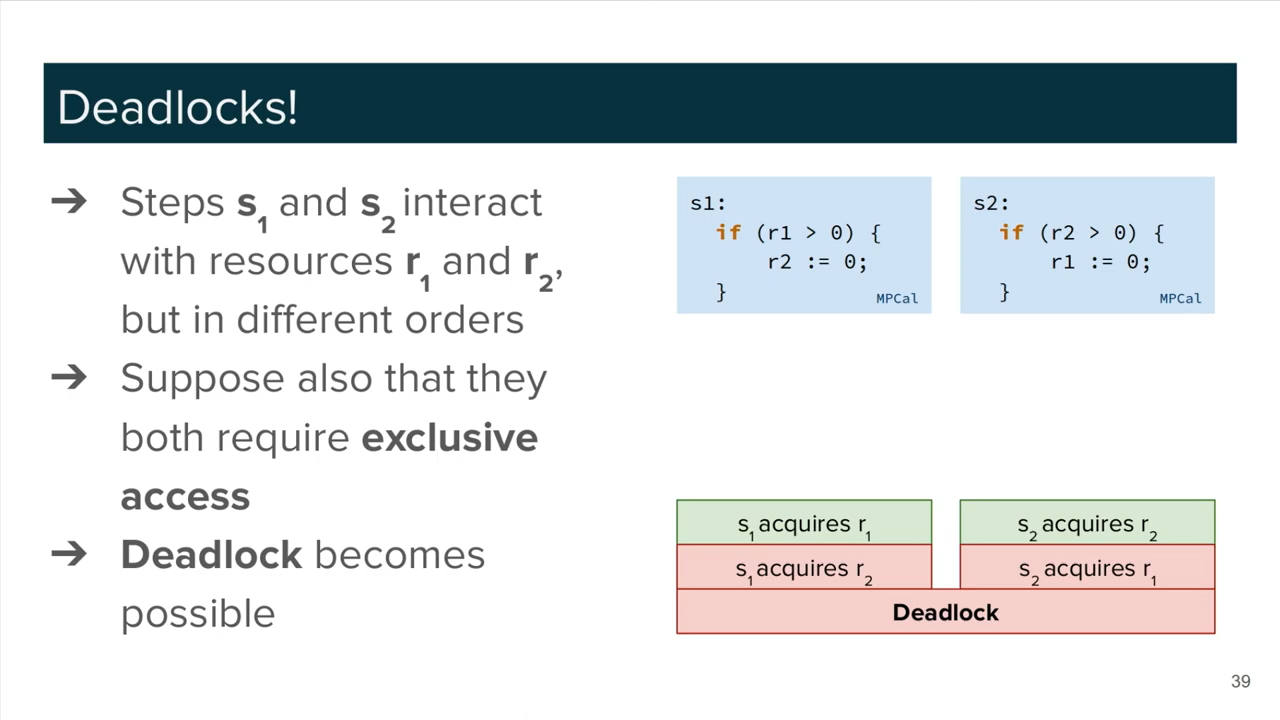 Deadlocks!
➔ Steps s1 and s2 interact
with resources r1 and r2,
but in different orders
➔ Suppose also that they
both require exclusive
access
➔ Deadlock becomes
possible
s1:
if (r1 > 0) {
r2 := 0;
}
MPCal
s2:
if (r2 > 0) {
r1 := 0;
}
MPCal
s1 acquires r1
s2 acquires r2
s1 acquires r2
s2 acquires r1
Deadlock
39